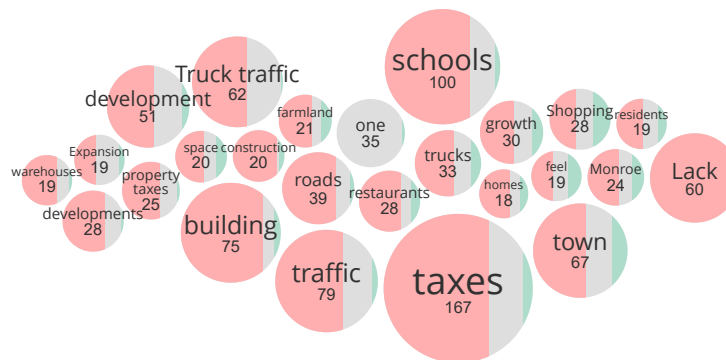 schools
100
Truck traffic
62
development
51
farmland
21
one
35
growth
30
Shopping
28
residents
19
Expansion
19
space
20
construction
20
trucks
33
feel
19
Monroe
24
Lack
60
warehouses
19
property
taxes
25
roads
39
restaurants
28
homes
18
developments
28
building
75
town
67
traffic
79
taxes
167